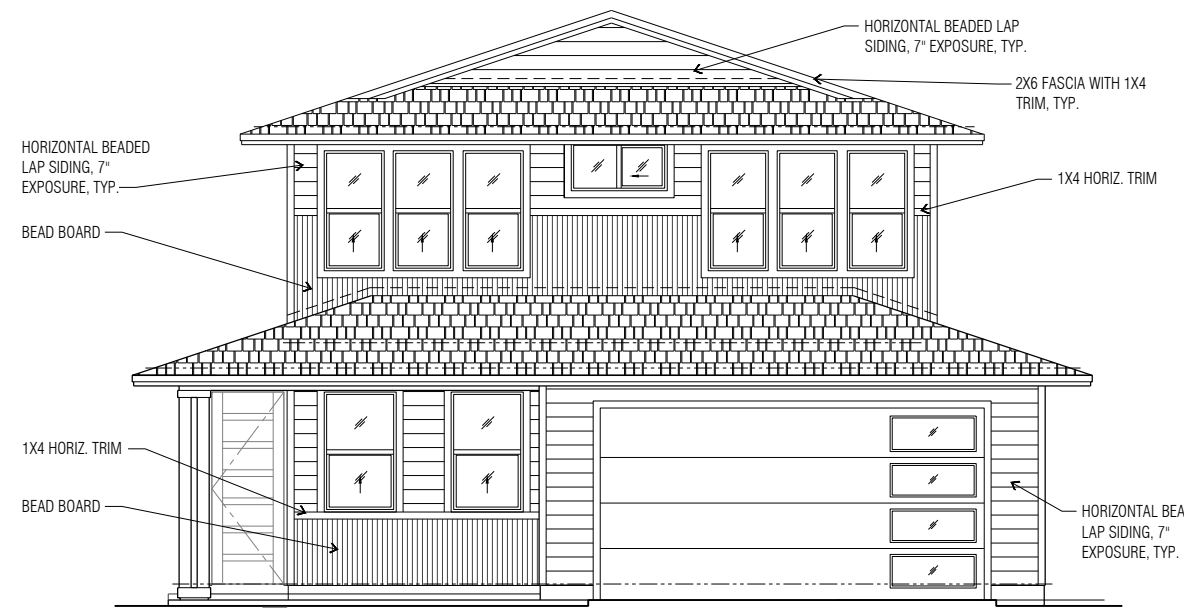 HORIZONTAL BEADED LAP
SIDING, 7" EXPOSURE, TYP.
2X6 FASCIA WITH 1X4
TRIM, TYP.
HORIZONTAL BEADED
LAP SIDING, 7"
EXPOSURE, TYP.
1X4 HORIZ. TRIM
BEAD BOARD
1X4 HORIZ. TRIM
BEAD BOARD
HORIZONTAL BEA
LAP SIDING, 7"
EXPOSURE, TYP.